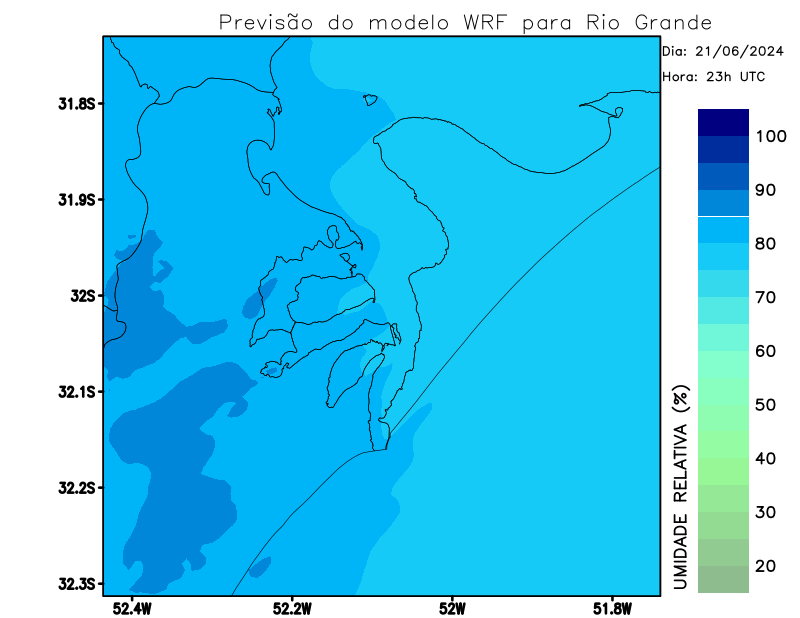 Previsão do modelo WRF para Rio Grande
Dia: 21/06/2024
Hora: 23h UTC
31.8S
31.9S
32S
32.1S
32.2S
32.3S
52.4W
52.2W
52W
51.8W
100
90
80
70
60
50
40
30
20
UMIDADE RELATIVA (%)